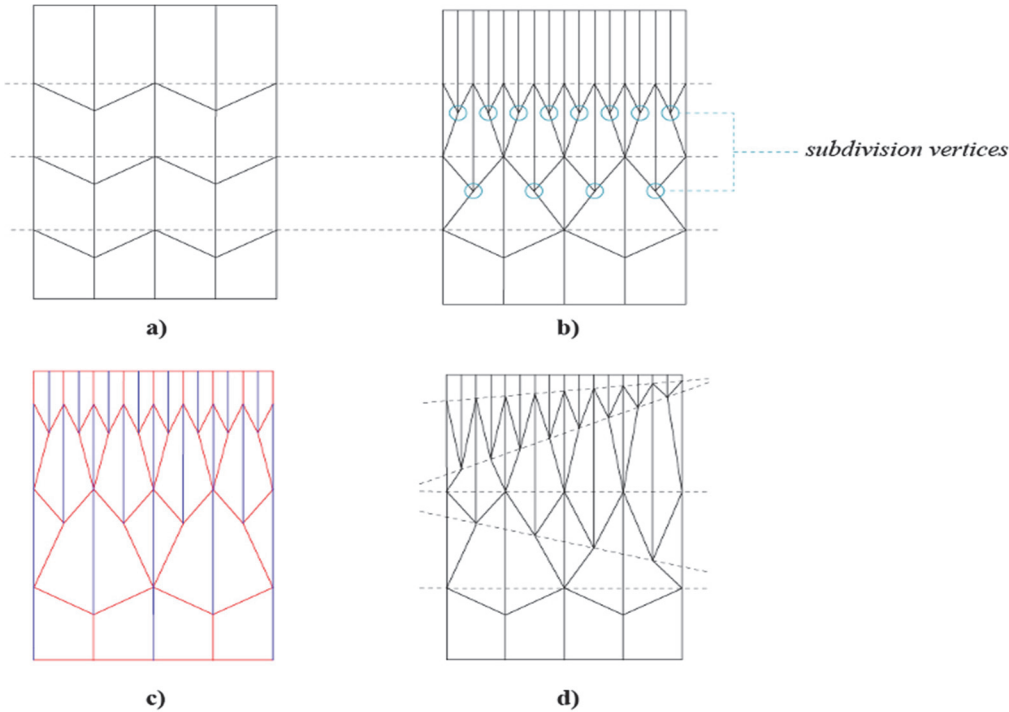 subdivision vertices
a)
b)
c)
d)